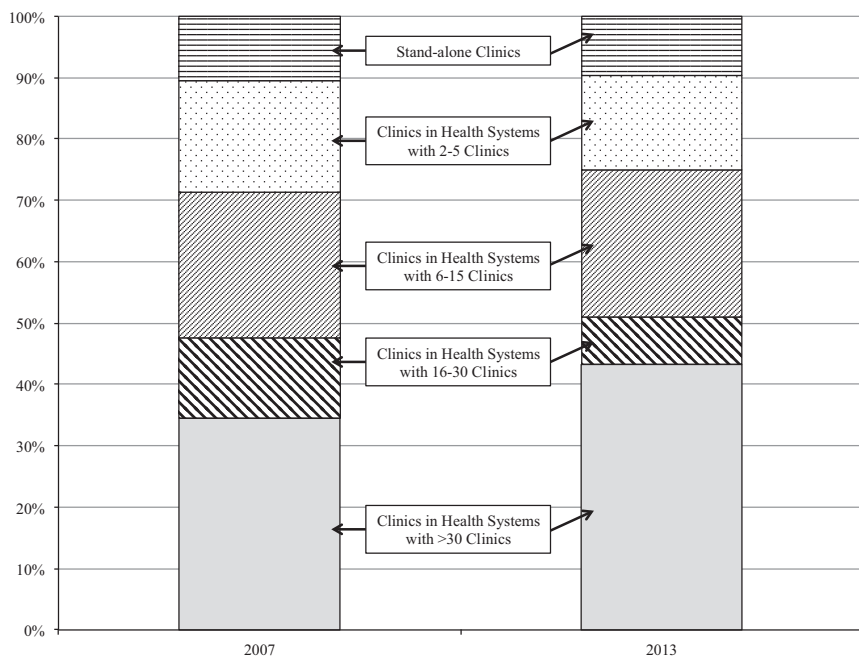 100%
90%
80%
70%
60%
50%
40%
30%
20%
10%
0%
Stand-alone Clinics
Clinics in Health Systems
with 2-5 Clinics
Clinics in Health Systems
with 6-15 Clinics
Clinics in Health Systems
with 16-30 Clinics
Clinics in Health Systems
with >30 Clinics
2007
2013